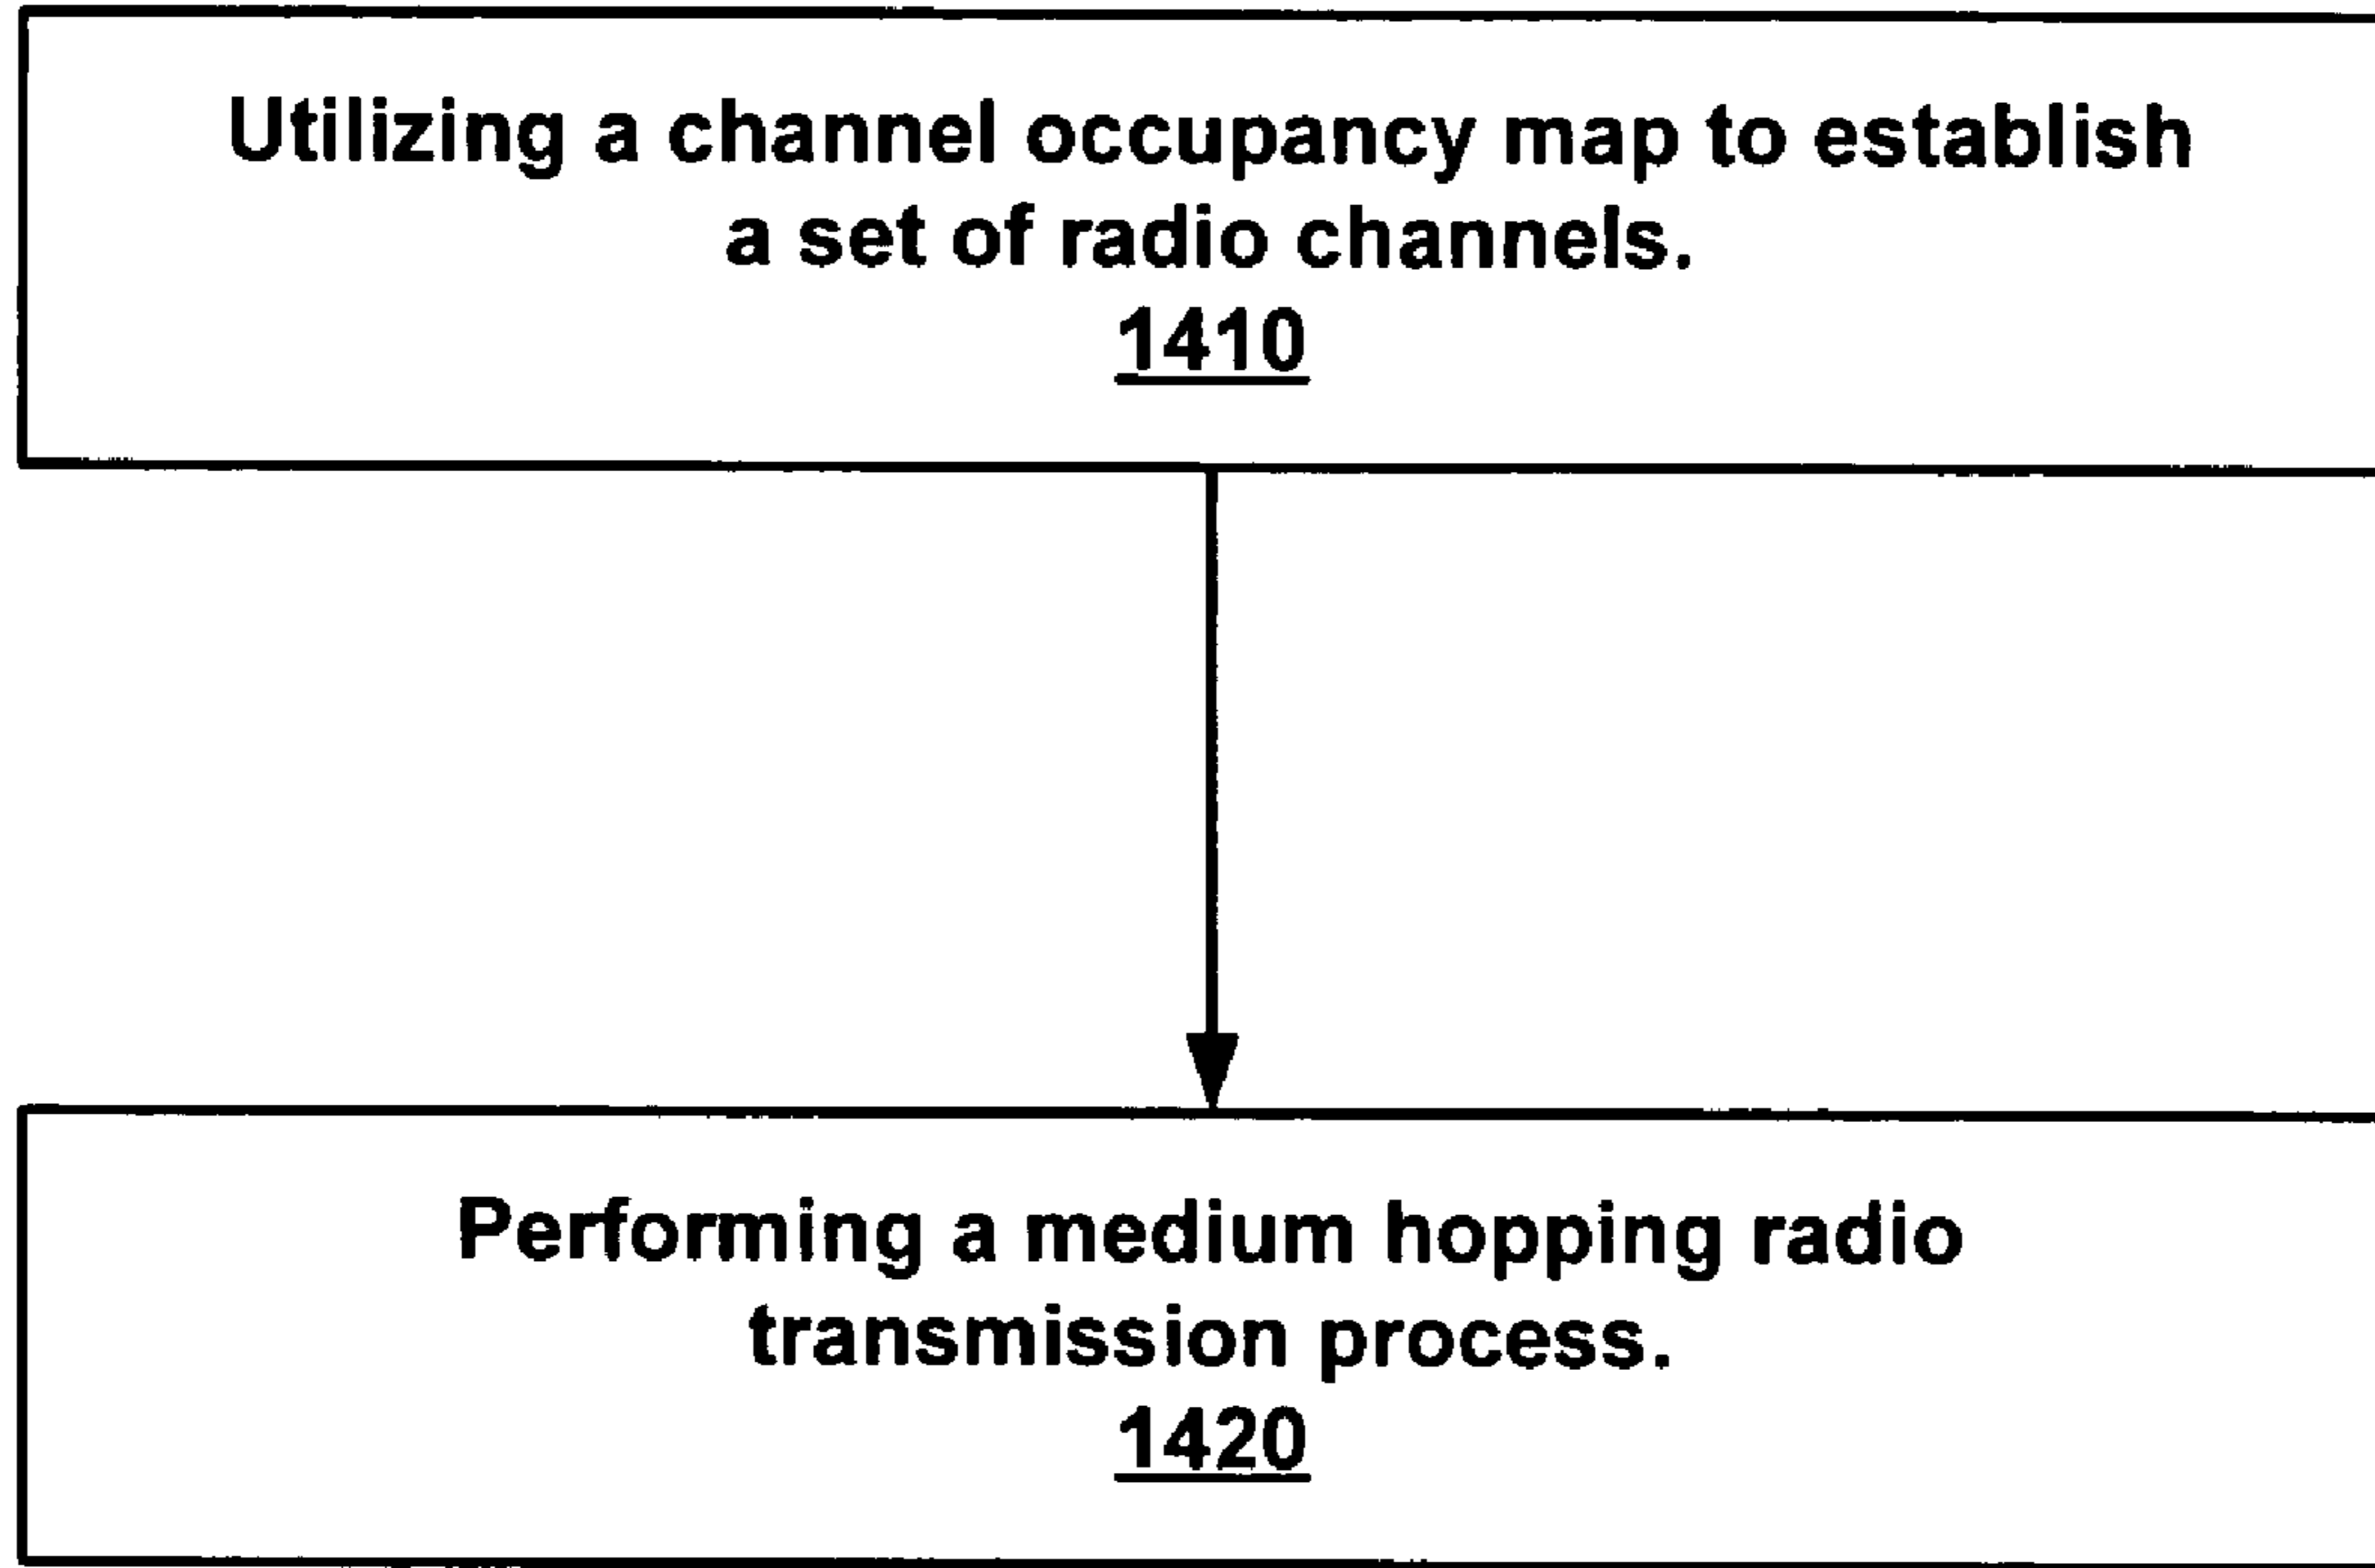 Utilizing a channel occupancy map to establish
a set of radio channels.
1410
Performing a medium hopping radio
transmission process.
1420